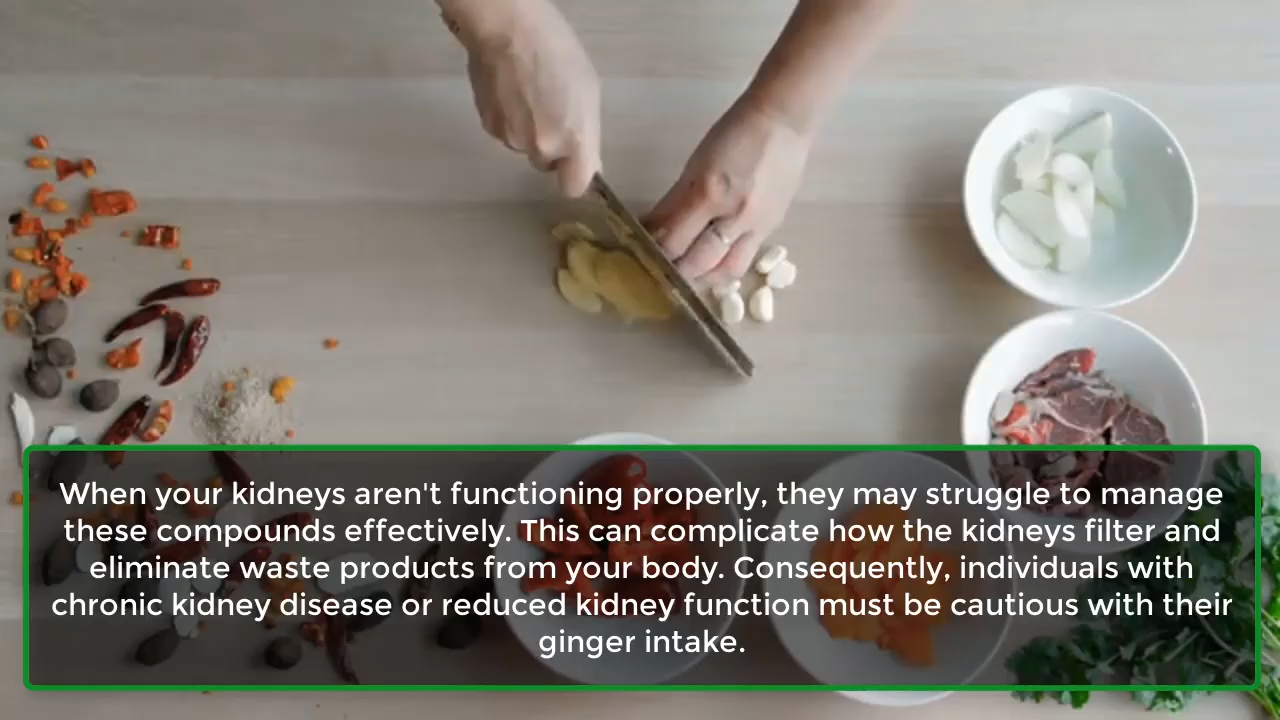 When your kidneys aren't functioning properly, they may struggle to manage
these compounds effectively. This can complicate how the kidneys filter and
eliminate waste products from your body. Consequently, individuals with
chronic kidney disease or reduced kidney function must be cautious with their
ginger intake.